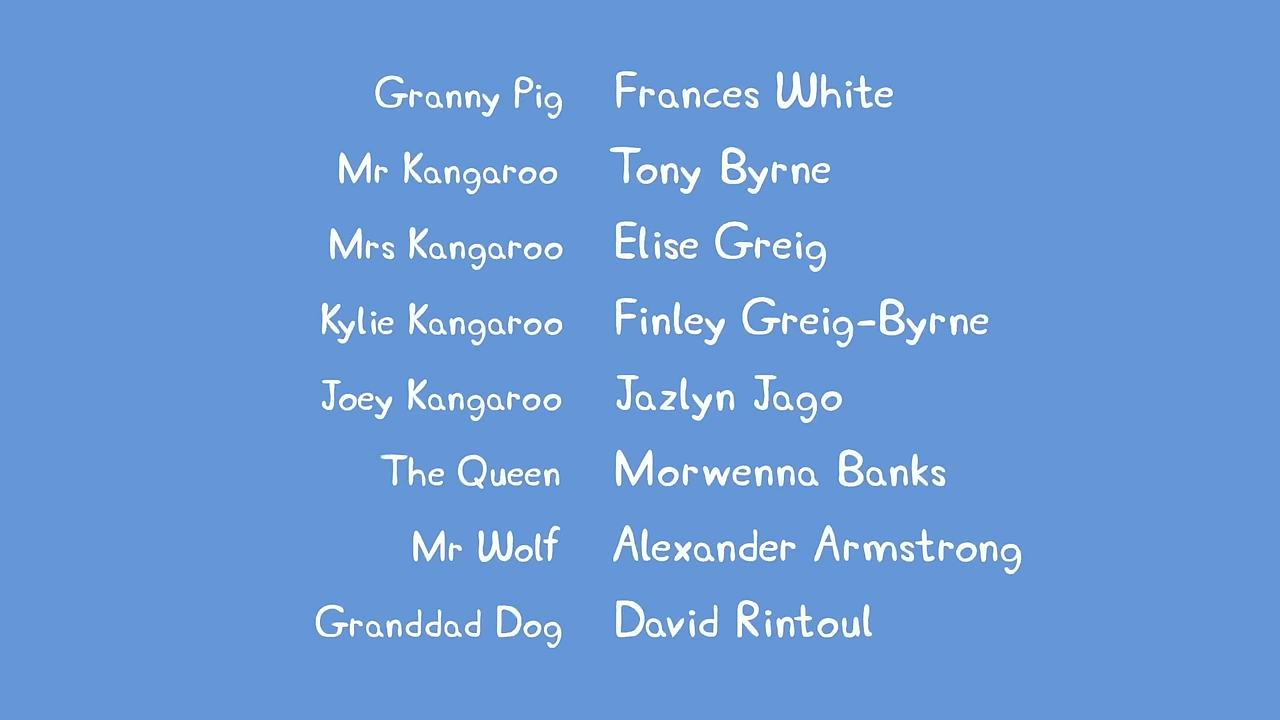 Granny Pig Frances White
Mr Kangaroo Tony Byrne
Mrs Kangaroo Elise Greig
Kylie Kangaroo Finley Greig-Byrne
Joey Kangaroo Jazlyn Jago
The Queen Morwenna Banks
Mr Wolf Alexander Armstrong
Granddad Dog David Rintoul